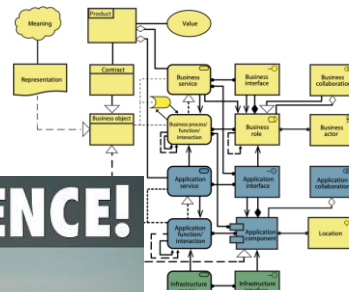 Product
Meaning
Value
Representation
Contract
Business
service
Business
interface
Business
collaboration
Business object
Business process/
function/
interaction
Business
role
Business
actor
Application
service
Application
interface
Application
collaboration
ENCE!
Application
function/
interaction
Application
component
Location
Infrastructure
Infrastructure